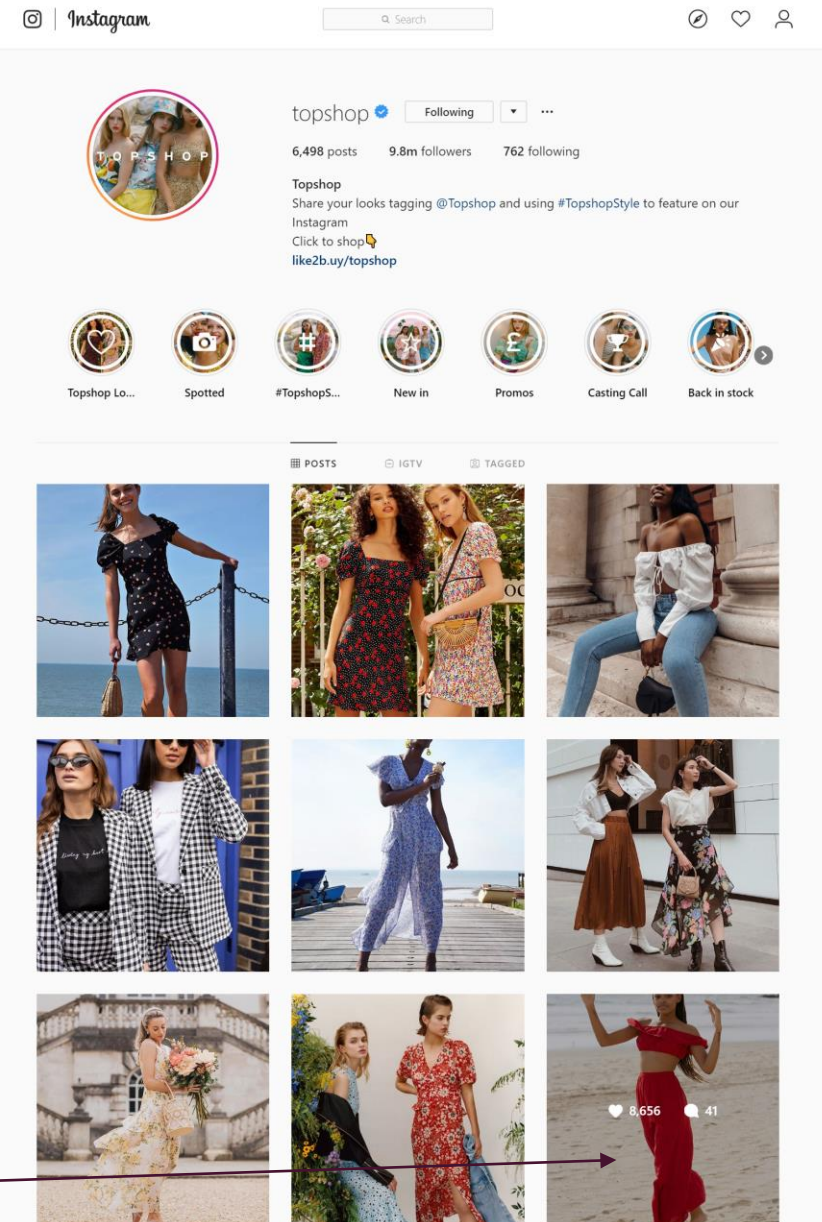 Instagram
Search
TOPSHOP
topshop Following
6,498 posts 9.8m followers 762 following
Topshop
Share your looks tagging @Topshop and using #TopshopStyle to feature on our
Instagram
Click to shop👇
like2b.uy/topshop
#
£
Topshop Lo... Spotted #TopshopS... New in Promos Casting Call Back in stock
POSTS IGTV TAGGED
8,656 41